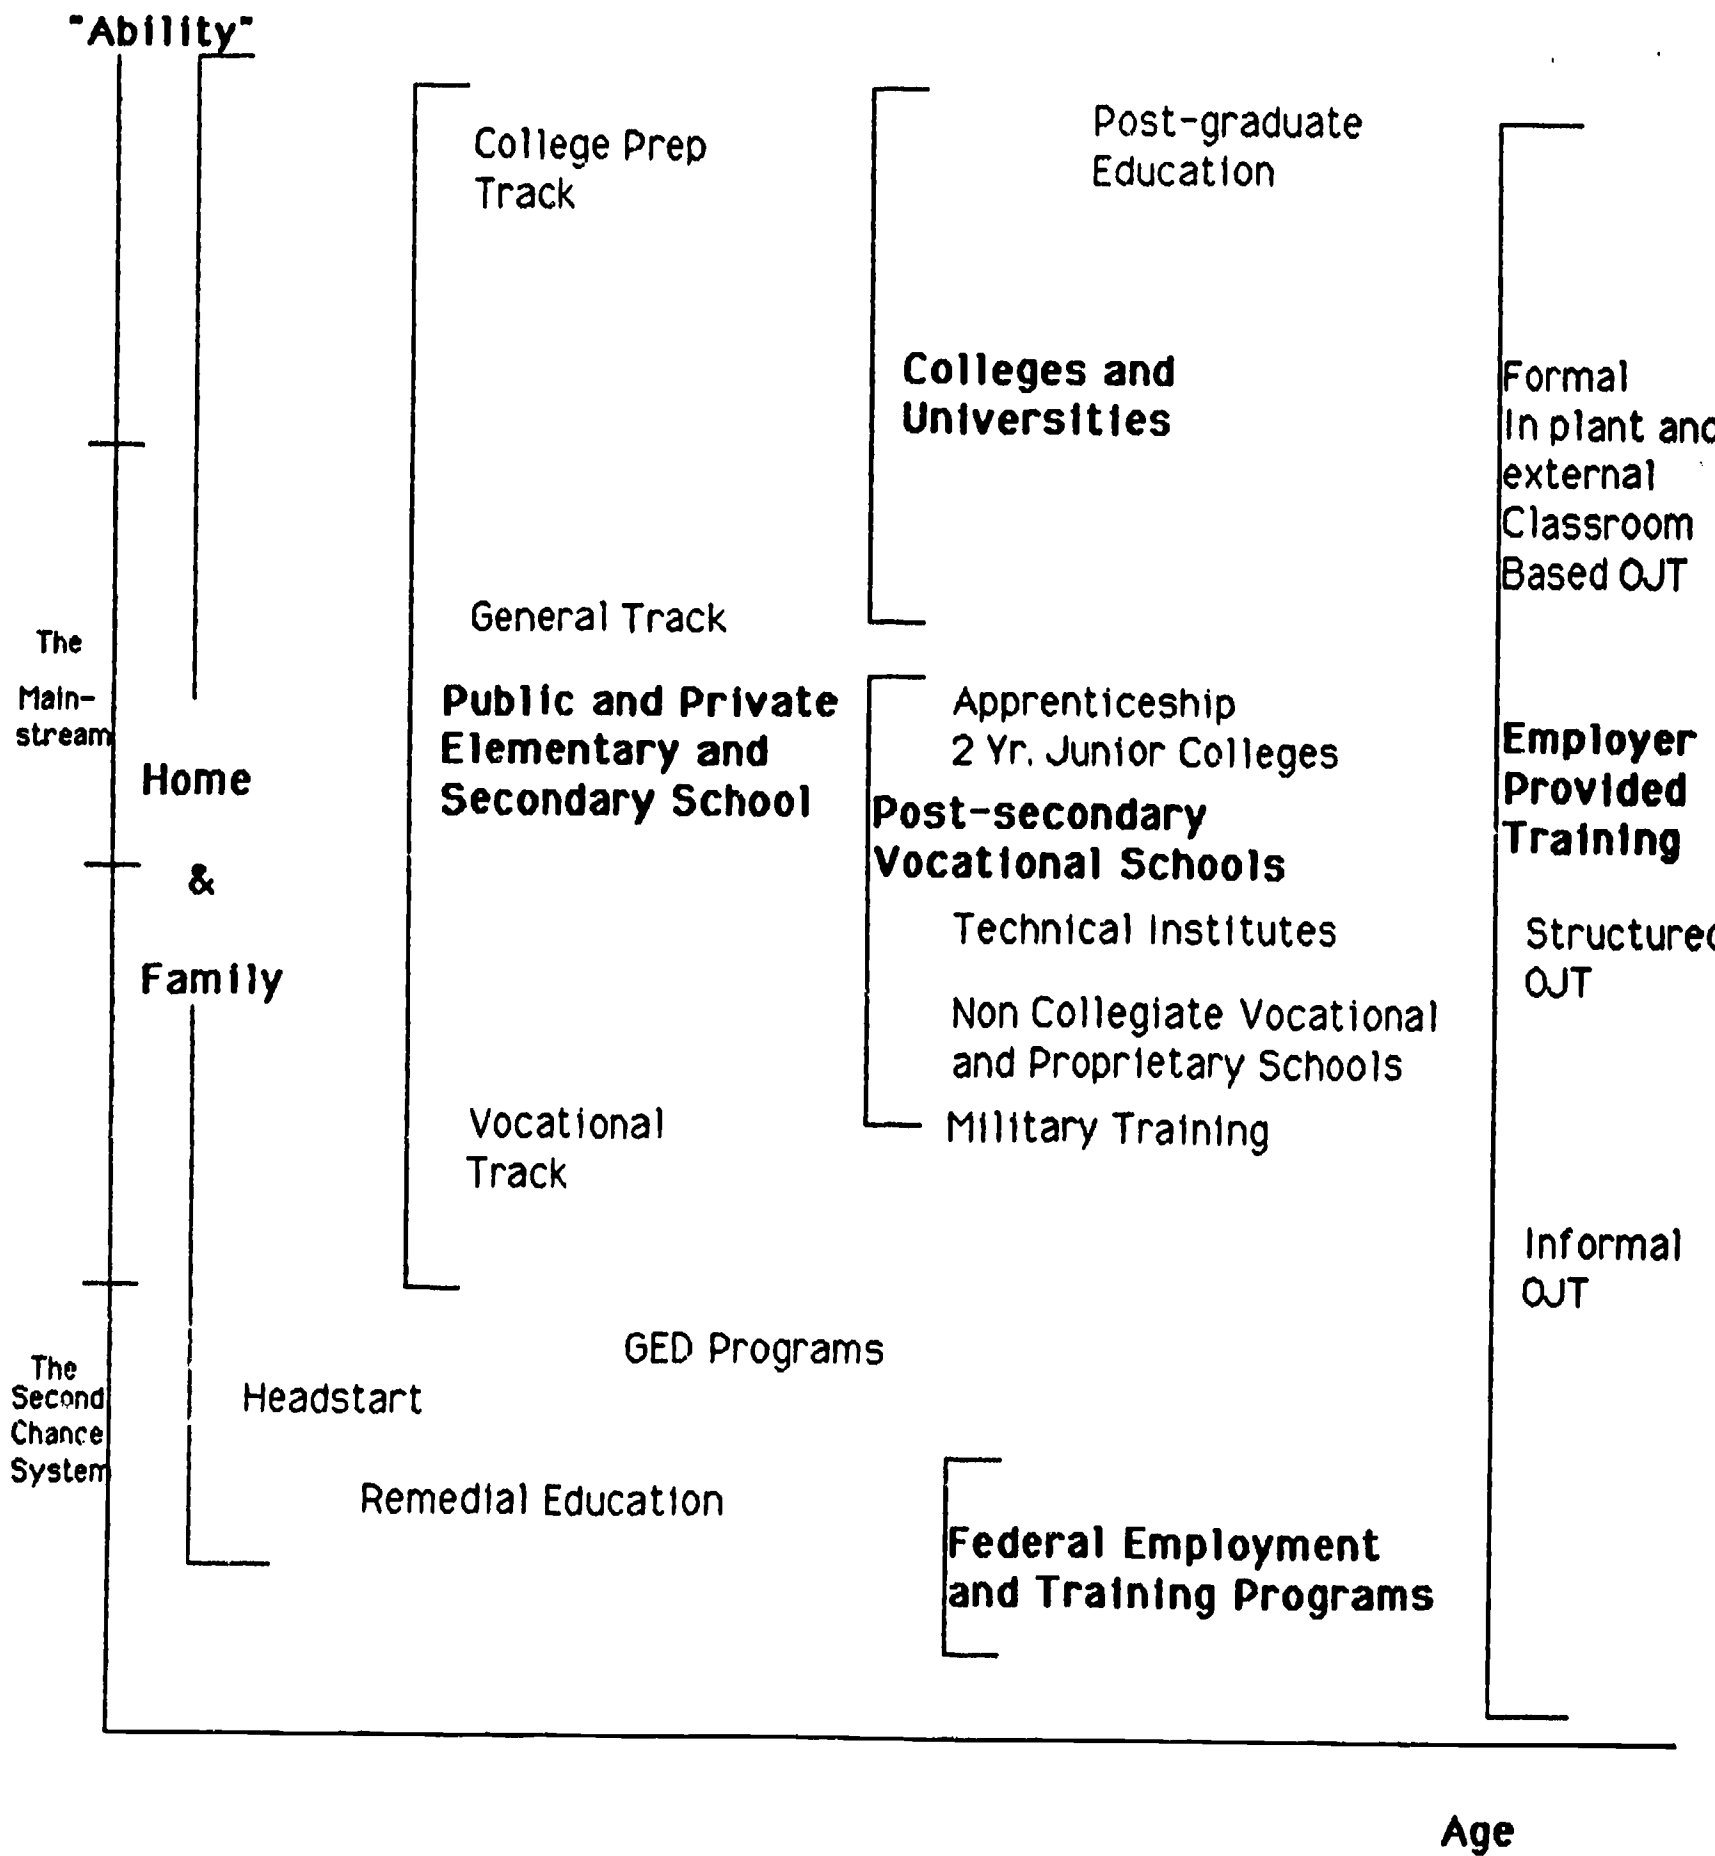 "Ability"
College Prep
Track
Post-graduate
Education
Colleges and
Universities
Formal
In plant and
external
Classroom
Based OJT
General Track
The
Main-
stream
Public and Private
Elementary and
Secondary School
Apprenticeship
2 Yr. Junior Colleges
Post-secondary
Vocational Schools
Employer
Provided
Training
Home
&
Family
Technical Institutes
Structured
OJT
Non Collegiate Vocational
and Proprietary Schools
Vocational
Track
Military Training
Informal
OJT
The
Second
Chance
System
GED Programs
Headstart
Remedial Education
Federal Employment
and Training Programs
Age